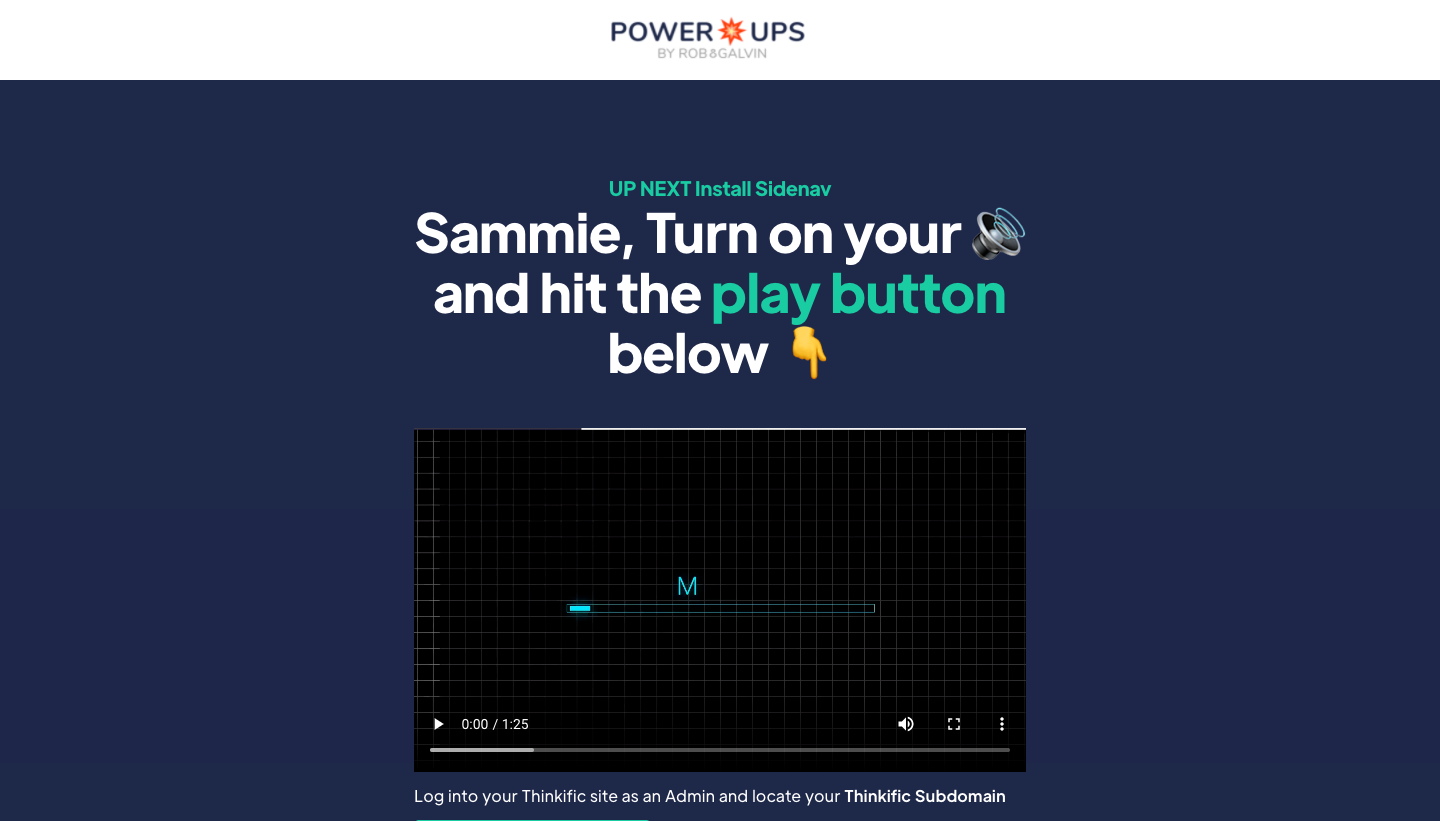 POWER UPS
BY ROB&GALVIN
UP NEXT Install Sidenav
Sammie, Turn on your 🔊
and hit the play button
below 👇
M
0:00 / 1:25
Log into your Thinkific site as an Admin and locate your Thinkific Subdomain